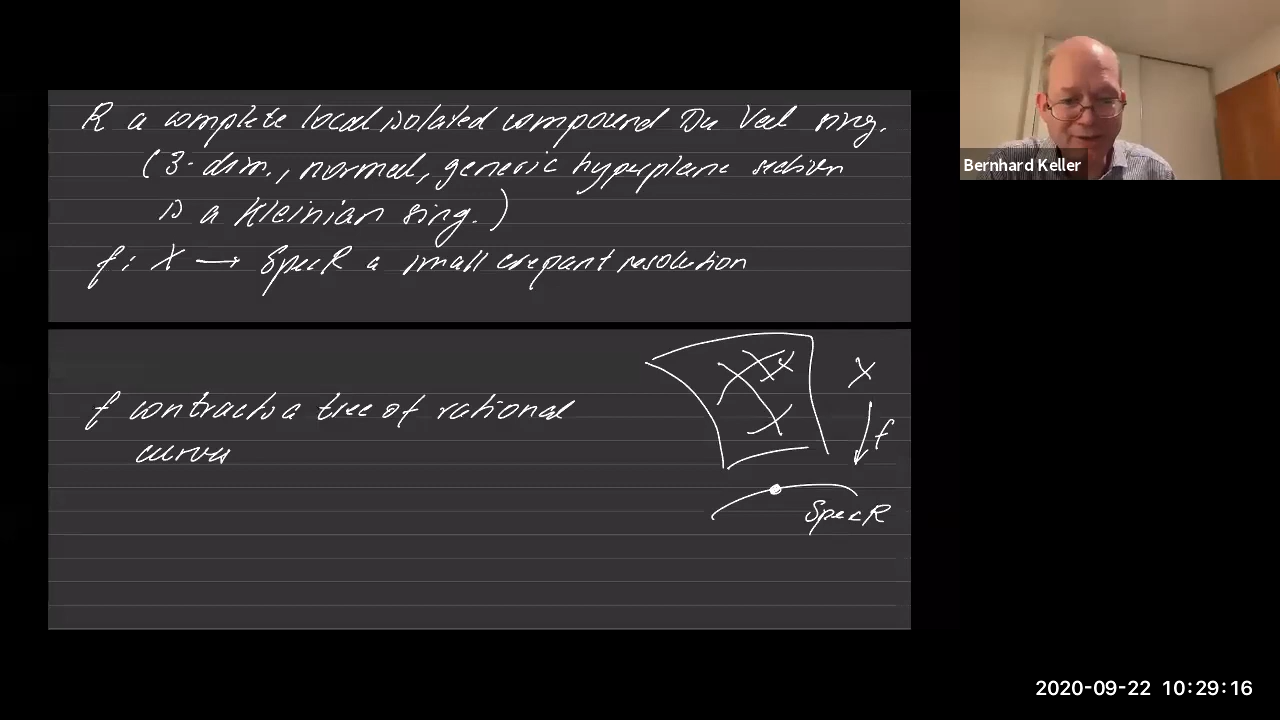 R a complete local isolated compound Du Val sing.
(3-dim., normal, generic hyperplane section
is a Kleinian sing.)
f: X → Spec R a small crepant resolution
f contracts a tree of rational
curves
X
f
Spec R
Bernhard Keller
2020-09-22 10:29:16